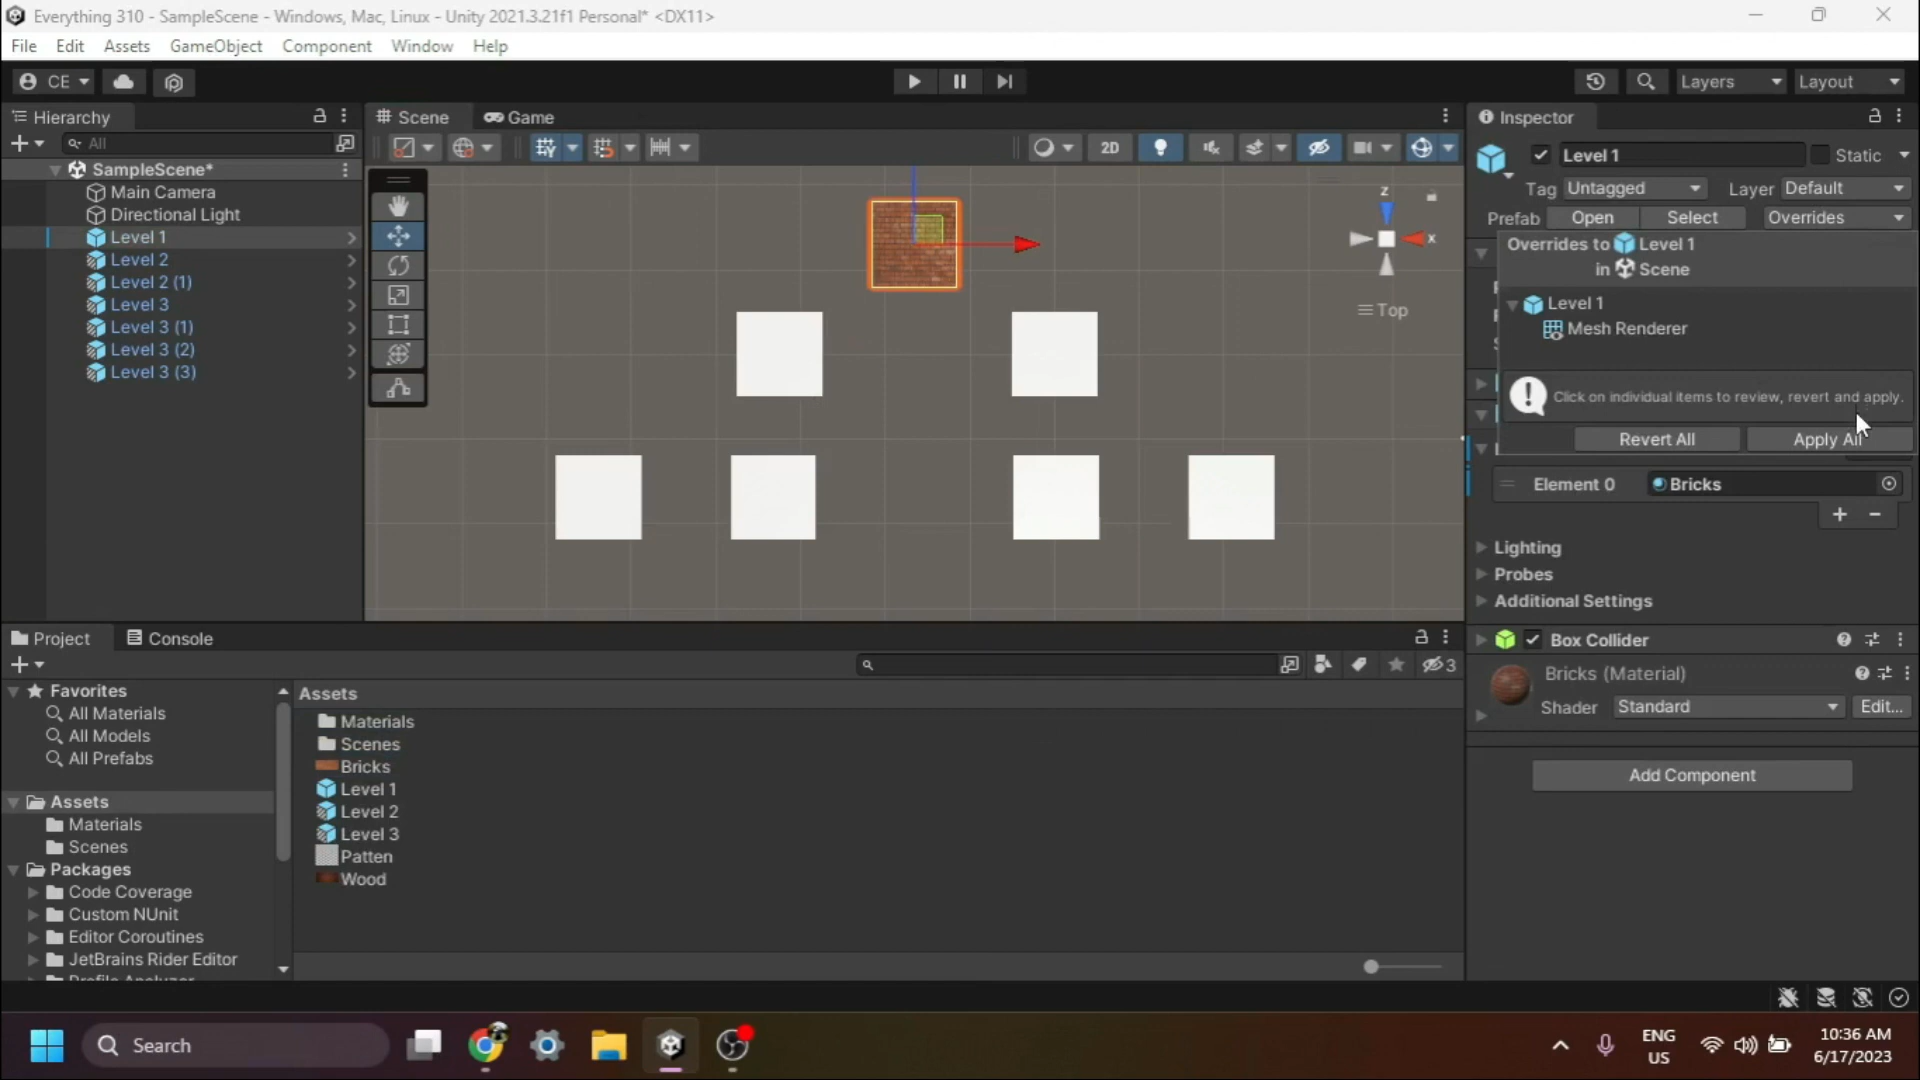 Everything 310 - SampleScene - Windows, Mac, Linux - Unity 2021.3.21f1 Personal* <DX11>
File Edit Assets GameObject Component Window Help
CE
Layers Layout
Hierarchy
All
SampleScene*
Main Camera
Directional Light
Level 1
Level 2
Level 2 (1)
Level 3
Level 3 (1)
Level 3 (2)
Level 3 (3)
Scene Game
2D
z
x
Top
Inspector
Level 1 Static
Tag Untagged Layer Default
Prefab Open Select Overrides
Overrides to Level 1
in Scene
Level 1
Mesh Renderer
Click on individual items to review, revert and apply.
Revert All Apply All
Element 0 Bricks
Lighting
Probes
Additional Settings
Box Collider
Bricks (Material)
Shader Standard Edit...
Add Component
Project Console
3
Favorites
All Materials
All Models
All Prefabs
Assets
Materials
Scenes
Packages
Code Coverage
Custom NUnit
Editor Coroutines
JetBrains Rider Editor
Assets
Materials
Scenes
Bricks
Level 1
Level 2
Level 3
Patten
Wood
Search
ENG
US
10:36 AM
6/17/2023